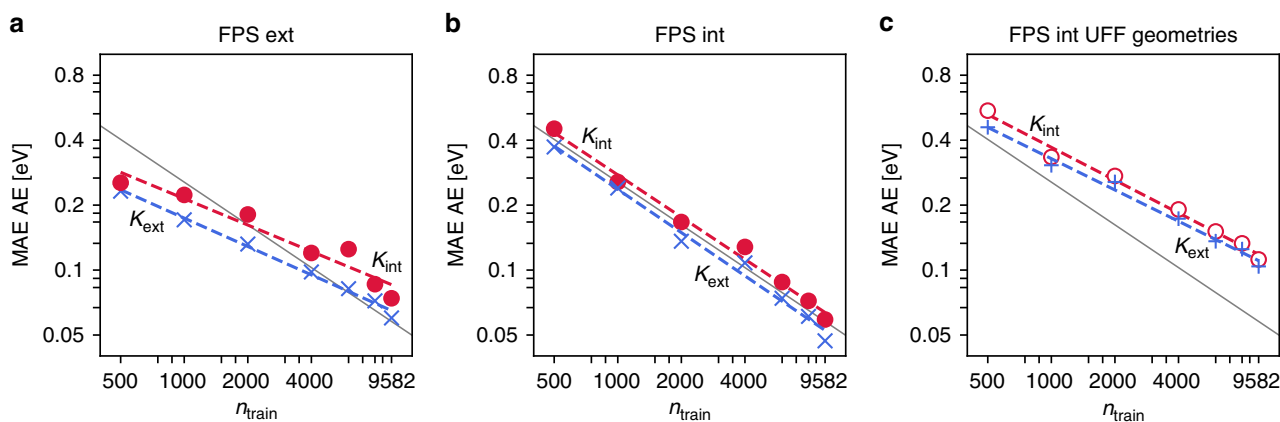 a
FPS ext
MAE AE [eV]
0.8
0.4
0.2
0.1
0.05
K_int
K_ext
500 1000 2000 4000 9582
n_train
b
FPS int
MAE AE [eV]
0.8
0.4
0.2
0.1
0.05
K_int
K_ext
500 1000 2000 4000 9582
n_train
c
FPS int UFF geometries
MAE AE [eV]
0.8
0.4
0.2
0.1
0.05
K_int
K_ext
500 1000 2000 4000 9582
n_train